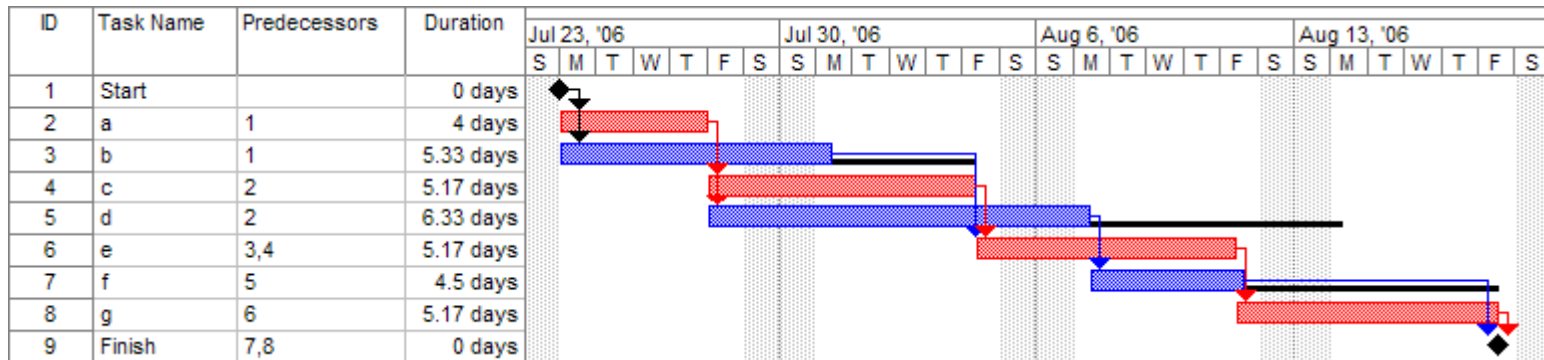 ID Task Name Predecessors Duration Jul 23, '06 Jul 30, '06 Aug 6, '06 Aug 13, '06
S M T W T F S S M T W T F S S M T W T F S S M T W T F S
1 Start 0 days
2 a 1 4 days
3 b 1 5.33 days
4 c 2 5.17 days
5 d 2 6.33 days
6 e 3,4 5.17 days
7 f 5 4.5 days
8 g 6 5.17 days
9 Finish 7,8 0 days